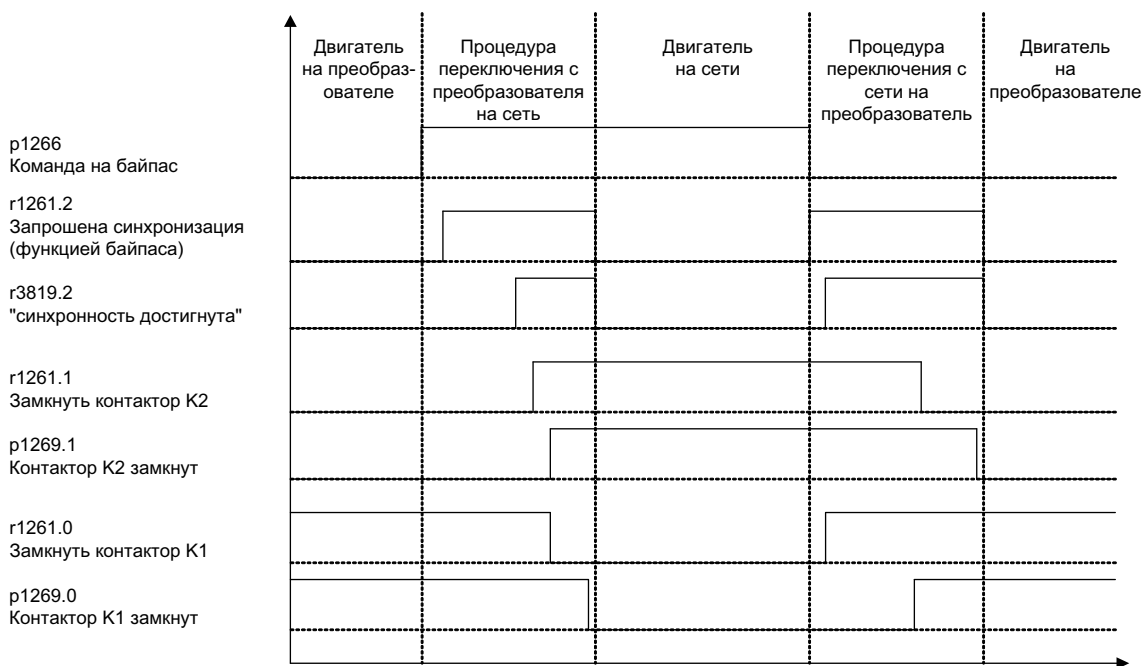 Двигатель
на преобраз-
ователе
Процедура
переключения с
преобразователя
на сеть
Двигатель
на сети
Процедура
переключения с
сети на
преобразователь
Двигатель
на
преобразователе
p1266
Команда на байпас
r1261.2
Запрошена синхронизация
(функцией байпаса)
r3819.2
"синхронность достигнута"
r1261.1
Замкнуть контактор K2
p1269.1
Контактор K2 замкнут
r1261.0
Замкнуть контактор K1
p1269.0
Контактор K1 замкнут